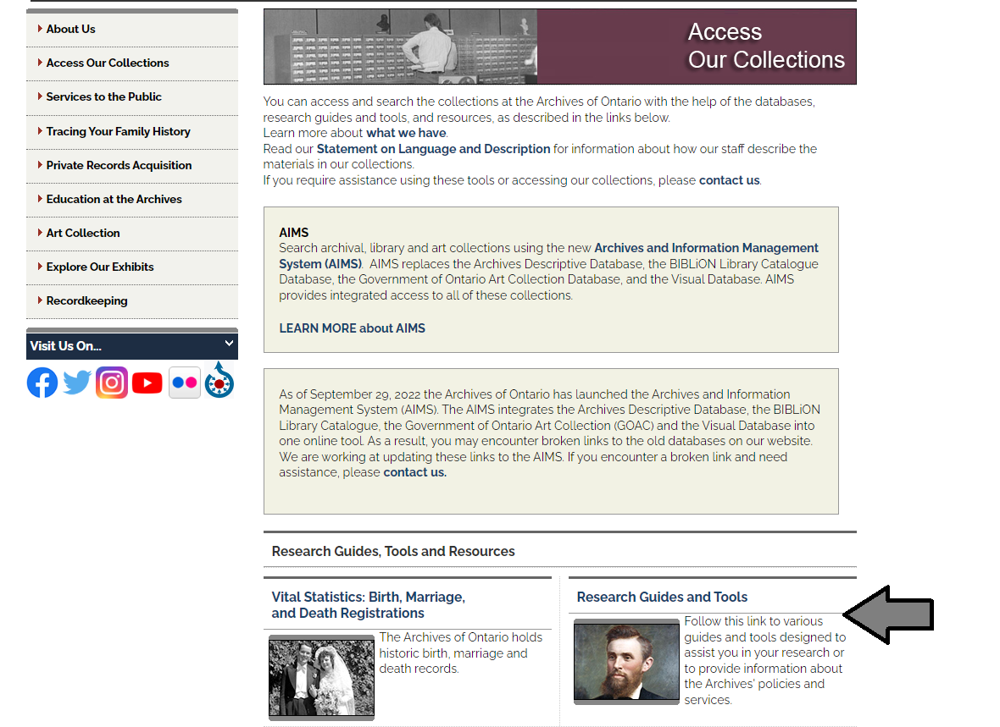 About Us
Access Our Collections
Services to the Public
Tracing Your Family History
Private Records Acquisition
Education at the Archives
Art Collection
Explore Our Exhibits
Recordkeeping
Visit Us On...
Access
Our Collections
You can access and search the collections at the Archives of Ontario with the help of the databases,
research guides and tools, and resources, as described in the links below.
Learn more about what we have.
Read our Statement on Language and Description for information about how our staff describe the
materials in our collections.
If you require assistance using these tools or accessing our collections, please contact us.
AIMS
Search archival, library and art collections using the new Archives and Information Management
System (AIMS). AIMS replaces the Archives Descriptive Database, the BIBLiON Library Catalogue
Database, the Government of Ontario Art Collection Database, and the Visual Database. AIMS
provides integrated access to all of these collections.
LEARN MORE about AIMS
As of September 29, 2022 the Archives of Ontario has launched the Archives and Information
Management System (AIMS). The AIMS integrates the Archives Descriptive Database, the BIBLiON
Library Catalogue, the Government of Ontario Art Collection (GOAC) and the Visual Database into
one online tool. As a result, you may encounter broken links to the old databases on our website.
We are working at updating these links to the AIMS. If you encounter a broken link and need
assistance, please contact us.
Research Guides, Tools and Resources
Vital Statistics: Birth, Marriage,
and Death Registrations
The Archives of Ontario holds
historic birth, marriage and
death records.
Research Guides and Tools
Follow this link to various
guides and tools designed to
assist you in your research or
to provide information about
the Archives' policies and
services.